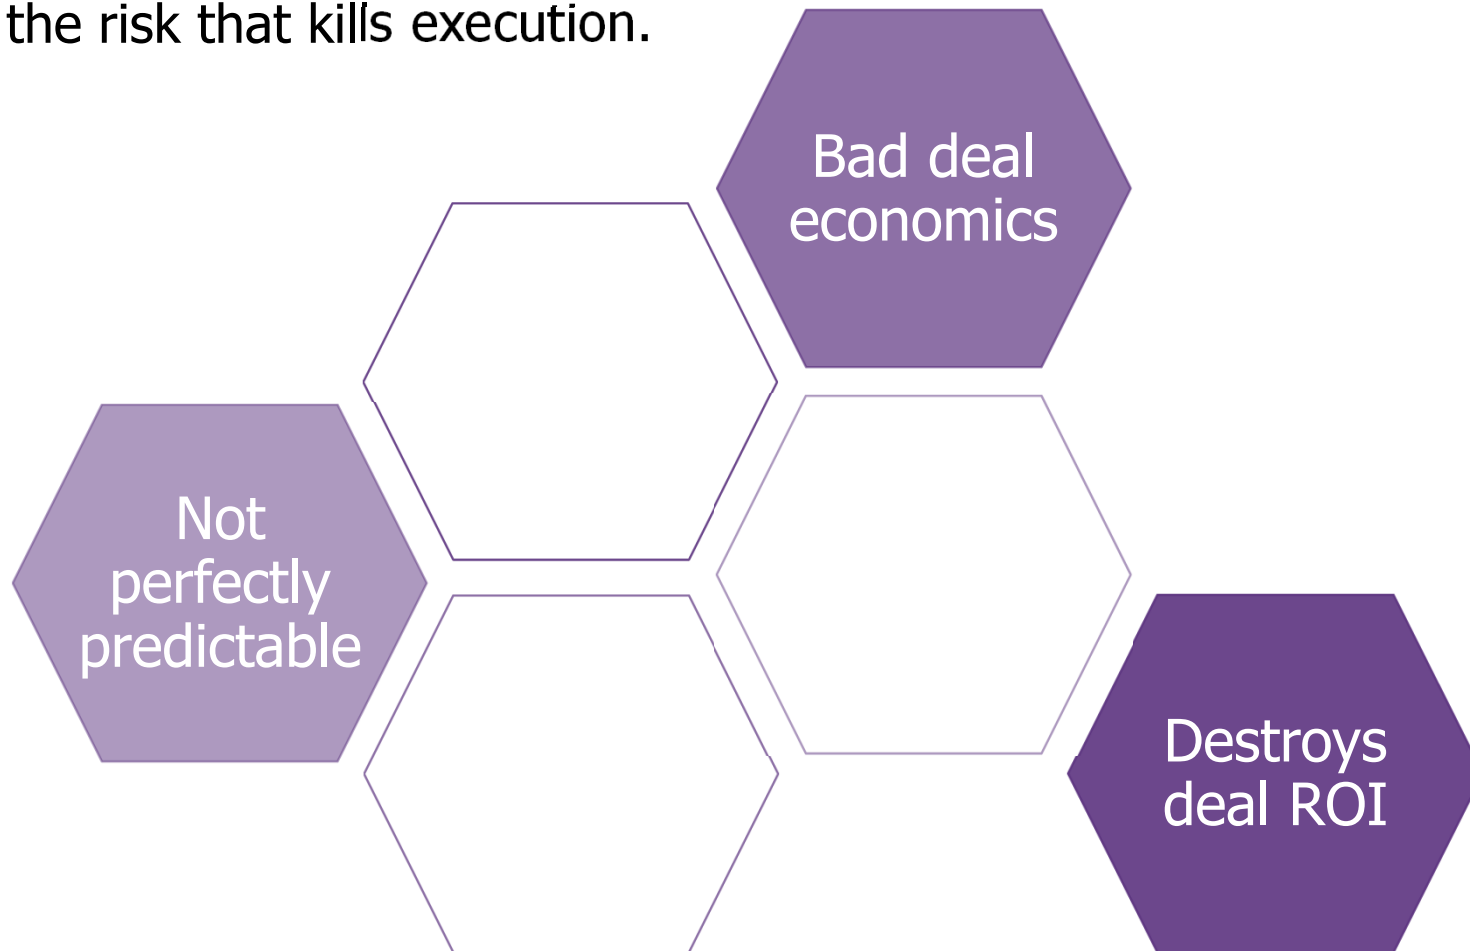 the risk that kills execution.
Bad deal
economics
Not
perfectly
predictable
Destroys
deal ROI